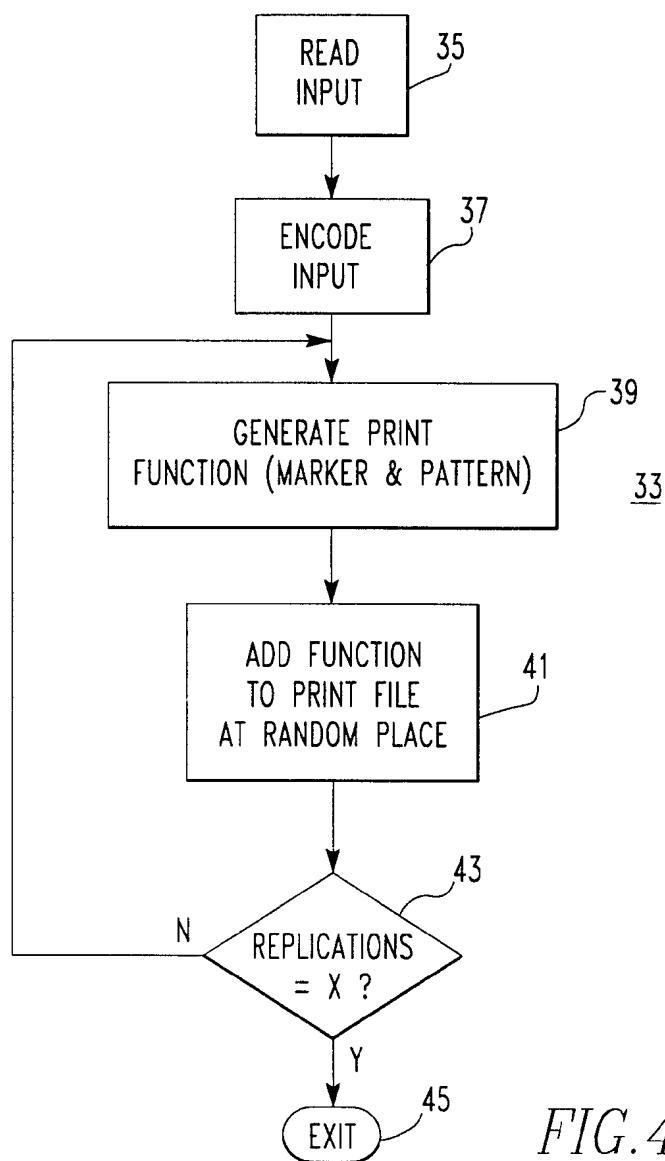 READ
INPUT
35
ENCODE
INPUT
37
GENERATE PRINT
FUNCTION (MARKER & PATTERN)
39
33
ADD FUNCTION
TO PRINT FILE
AT RANDOM PLACE
41
REPLICATIONS
= X ?
43
N
Y
EXIT
45
FIG.4